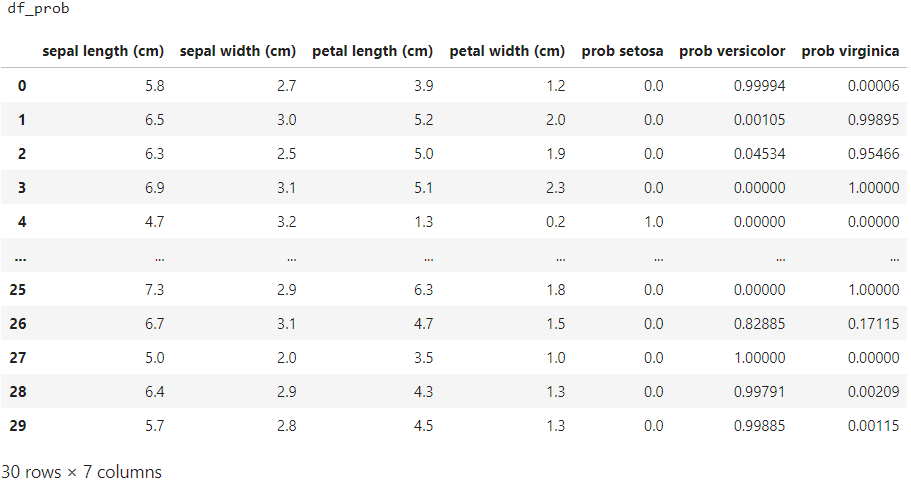 df_prob
sepal length (cm) sepal width (cm) petal length (cm) petal width (cm) prob setosa prob versicolor prob virginica
0 5.8 2.7 3.9 1.2 0.0 0.99994 0.00006
1 6.5 3.0 5.2 2.0 0.0 0.00105 0.99895
2 6.3 2.5 5.0 1.9 0.0 0.04534 0.95466
3 6.9 3.1 5.1 2.3 0.0 0.00000 1.00000
4 4.7 3.2 1.3 0.2 1.0 0.00000 0.00000
... ... ... ... ... ... ... ...
25 7.3 2.9 6.3 1.8 0.0 0.00000 1.00000
26 6.7 3.1 4.7 1.5 0.0 0.82885 0.17115
27 5.0 2.0 3.5 1.0 0.0 1.00000 0.00000
28 6.4 2.9 4.3 1.3 0.0 0.99791 0.00209
29 5.7 2.8 4.5 1.3 0.0 0.99885 0.00115
30 rows × 7 columns